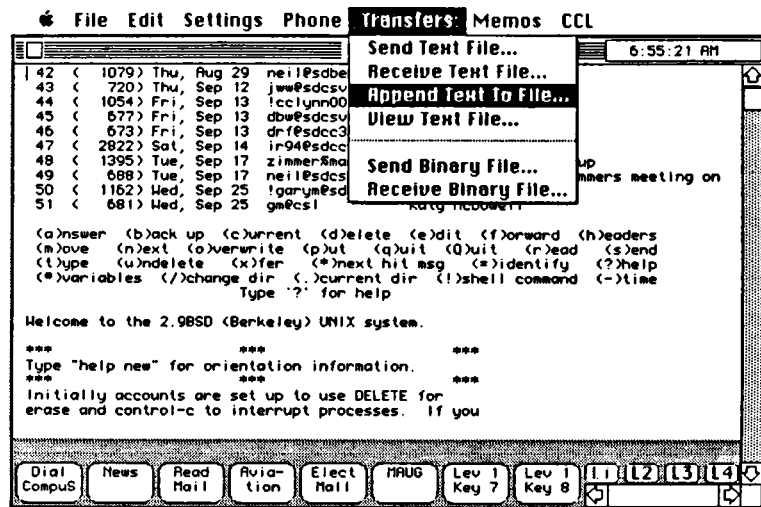 File Edit Settings Phone Transfers Memos CCL
6:55:21 AM
Send Text File...
Receive Text File...
Append Text To File...
View Text File...
Send Binary File...
Receive Binary File...
42 ( 1079) Thu, Aug 29 neil@sdbe
43 ( 720) Thu, Sep 12 jww@sdcsv
44 ( 1054) Fri, Sep 13 !cclynn00
45 ( 677) Fri, Sep 13 dbw@sdcsv
46 ( 673) Fri, Sep 13 drf@sdcc3
47 ( 2822) Sat, Sep 14 ir94@sdcc
48 ( 1395) Tue, Sep 17 zimmer%ma up
49 ( 688) Tue, Sep 17 neil@sdcs mmers meeting on
50 ( 1162) Wed, Sep 25 !garym@sd
51 ( 681) Wed, Sep 25 gm@csl Katy McDowell
(a)nswer (b)ack up (c)urrent (d)elete (e)dit (f)orward (h)eaders
(m)ove (n)ext (o)verwrite (p)ut (q)uit (Q)uit (r)ead (s)end
(t)ype (u)ndelete (x)fer (*)next hit msg (=)identify (?)help
(*)variables (/)change dir (.)current dir (!)shell command (-)time
Type '?' for help
Welcome to the 2.9BSD (Berkeley) UNIX system.
*** *** ***
Type "help new" for orientation information.
*** *** ***
Initially accounts are set up to use DELETE for
erase and control-c to interrupt processes. If you
Dial CompuS
News
Read Mail
Avia- tion
Elect Mall
MAUG
Lev 1 Key 7
Lev 1 Key 8
L1 L2 L3 L4